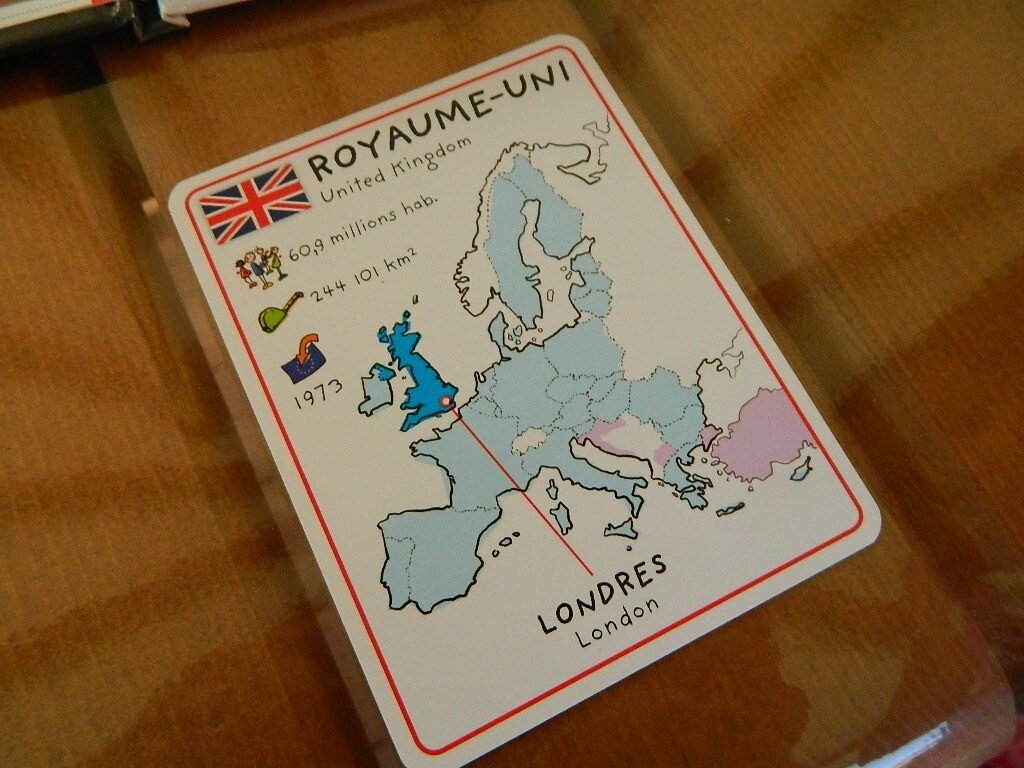 ROYAUME-UNI
United Kingdom
60,9 millions hab.
244 101 km²
1973
LONDRES
London